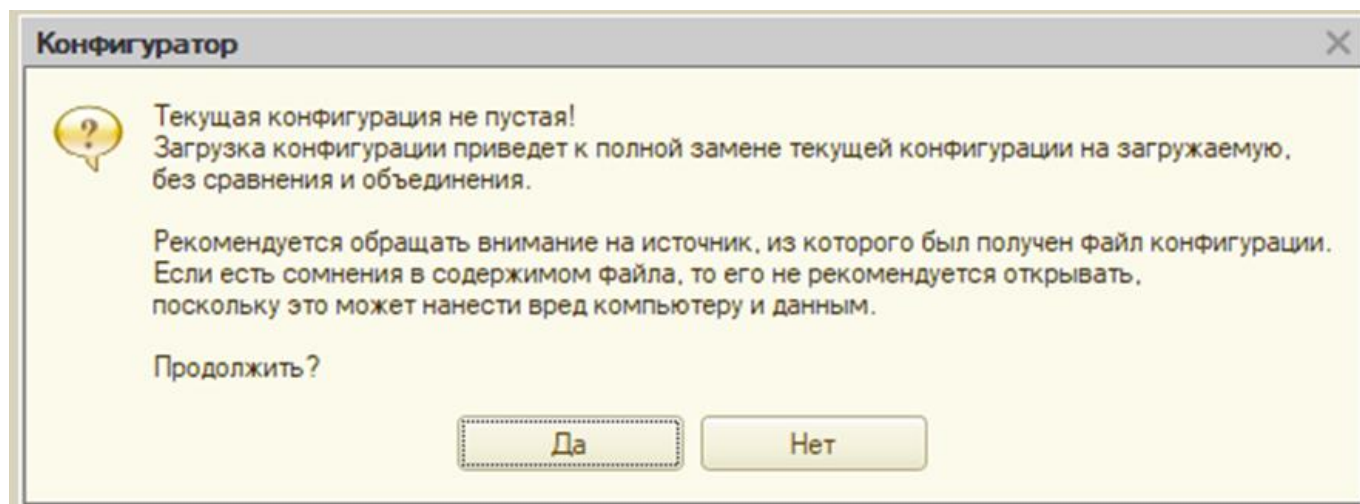 Конфигуратор
Текущая конфигурация не пустая!
Загрузка конфигурации приведет к полной замене текущей конфигурации на загружаемую,
без сравнения и объединения.
Рекомендуется обращать внимание на источник, из которого был получен файл конфигурации.
Если есть сомнения в содержимом файла, то его не рекомендуется открывать,
поскольку это может нанести вред компьютеру и данным.
Продолжить?
Да Нет